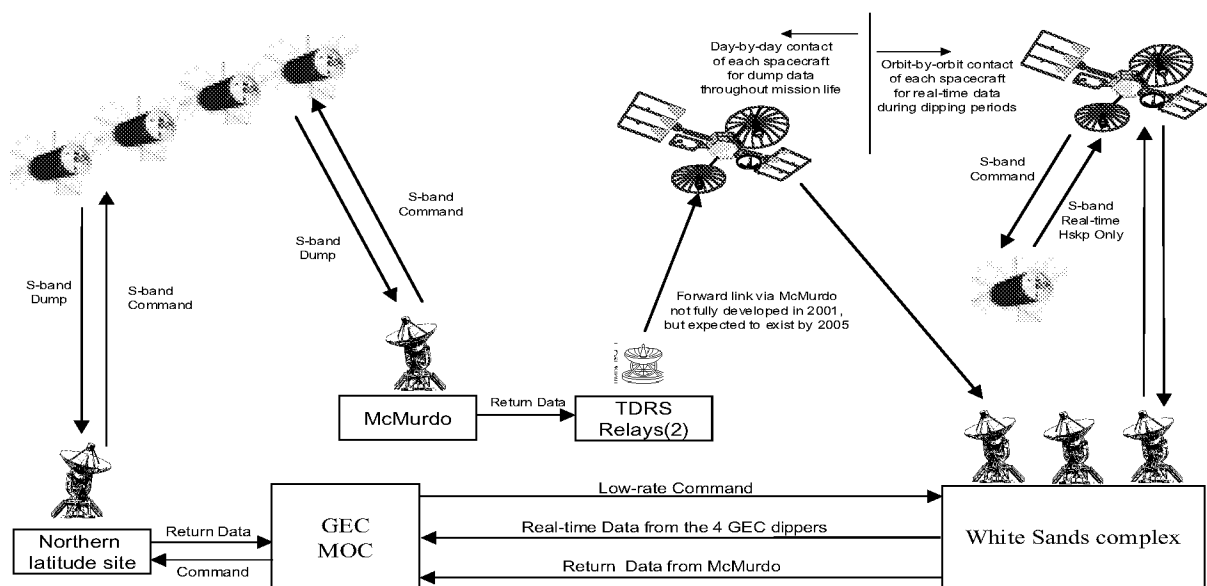 Day-by-day contact
of each spacecraft
for dump data
throughout mission life
Orbit-by-orbit contact
of each spacecraft
for real-time data
during dipping periods
S-band
Dump
S-band
Command
S-band
Dump
S-band
Command
S-band
Command
S-band
Real-time
Hskp Only
Forward link via McMurdo
not fully developed in 2001,
but expected to exist by 2005
McMurdo
Return Data
TDRS
Relays(2)
Northern
latitude site
Return Data
Command
GEC
MOC
Low-rate Command
Real-time Data from the 4 GEC dippers
Return Data from McMurdo
White Sands complex